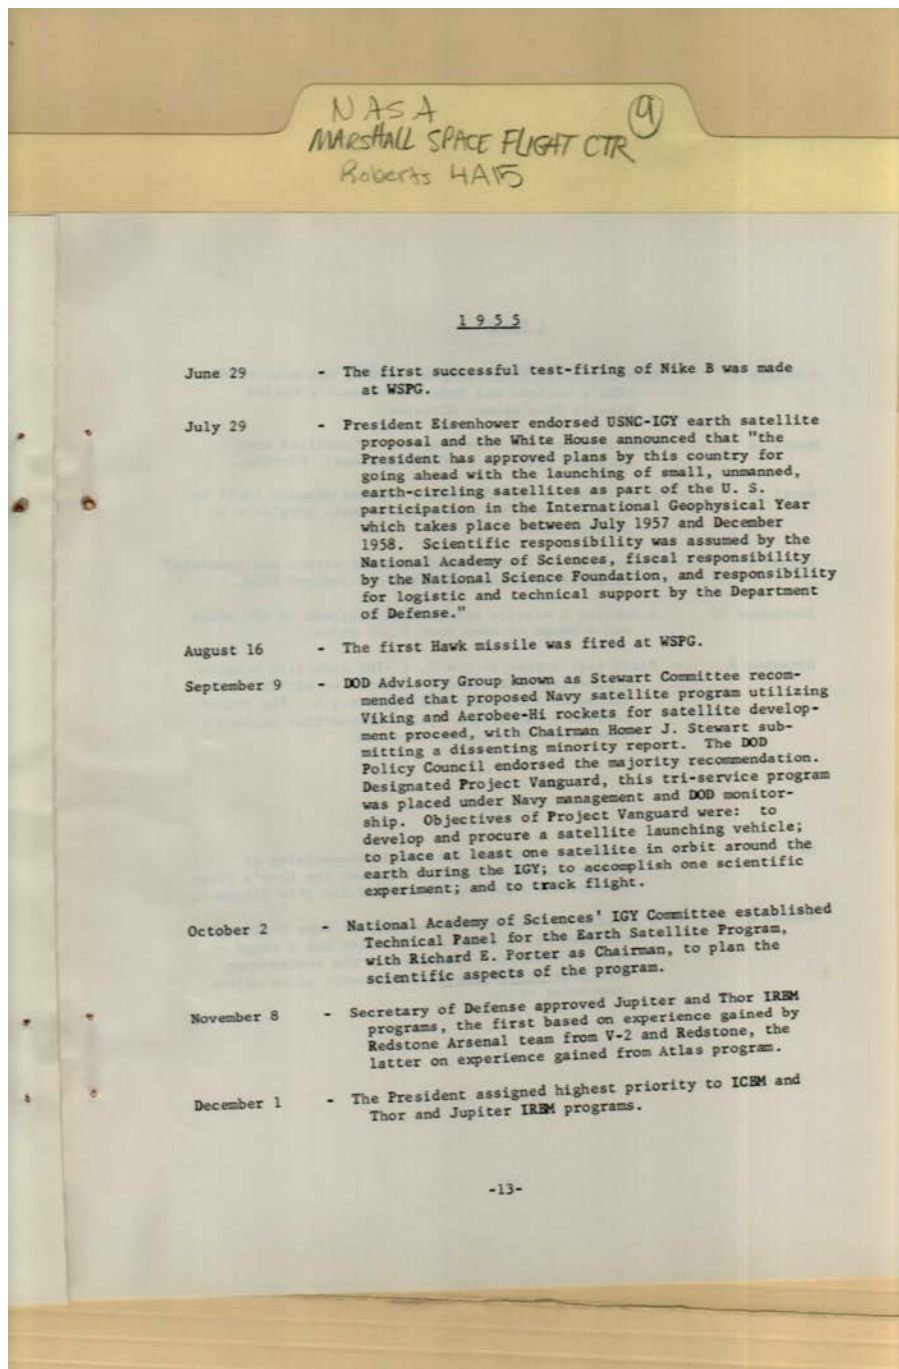 NASA 9
MARSHALL SPACE FLIGHT CTR
Roberts 4A15
1 9 5 5
June 29 - The first successful test-firing of Nike B was made
at WSPG.
July 29 - President Eisenhower endorsed USNC-IGY earth satellite
proposal and the White House announced that "the
President has approved plans by this country for
going ahead with the launching of small, unmanned,
earth-circling satellites as part of the U. S.
participation in the International Geophysical Year
which takes place between July 1957 and December
1958. Scientific responsibility was assumed by the
National Academy of Sciences, fiscal responsibility
by the National Science Foundation, and responsibility
for logistic and technical support by the Department
of Defense."
August 16 - The first Hawk missile was fired at WSPG.
September 9 - DOD Advisory Group known as Stewart Committee recom-
mended that proposed Navy satellite program utilizing
Viking and Aerobee-Hi rockets for satellite develop-
ment proceed, with Chairman Homer J. Stewart sub-
mitting a dissenting minority report. The DOD
Policy Council endorsed the majority recommendation.
Designated Project Vanguard, this tri-service program
was placed under Navy management and DOD monitor-
ship. Objectives of Project Vanguard were: to
develop and procure a satellite launching vehicle;
to place at least one satellite in orbit around the
earth during the IGY; to accomplish one scientific
experiment; and to track flight.
October 2 - National Academy of Sciences' IGY Committee established
Technical Panel for the Earth Satellite Program,
with Richard E. Porter as Chairman, to plan the
scientific aspects of the program.
November 8 - Secretary of Defense approved Jupiter and Thor IRBM
programs, the first based on experience gained by
Redstone Arsenal team from V-2 and Redstone, the
latter on experience gained from Atlas program.
December 1 - The President assigned highest priority to ICBM and
Thor and Jupiter IRBM programs.
-13-